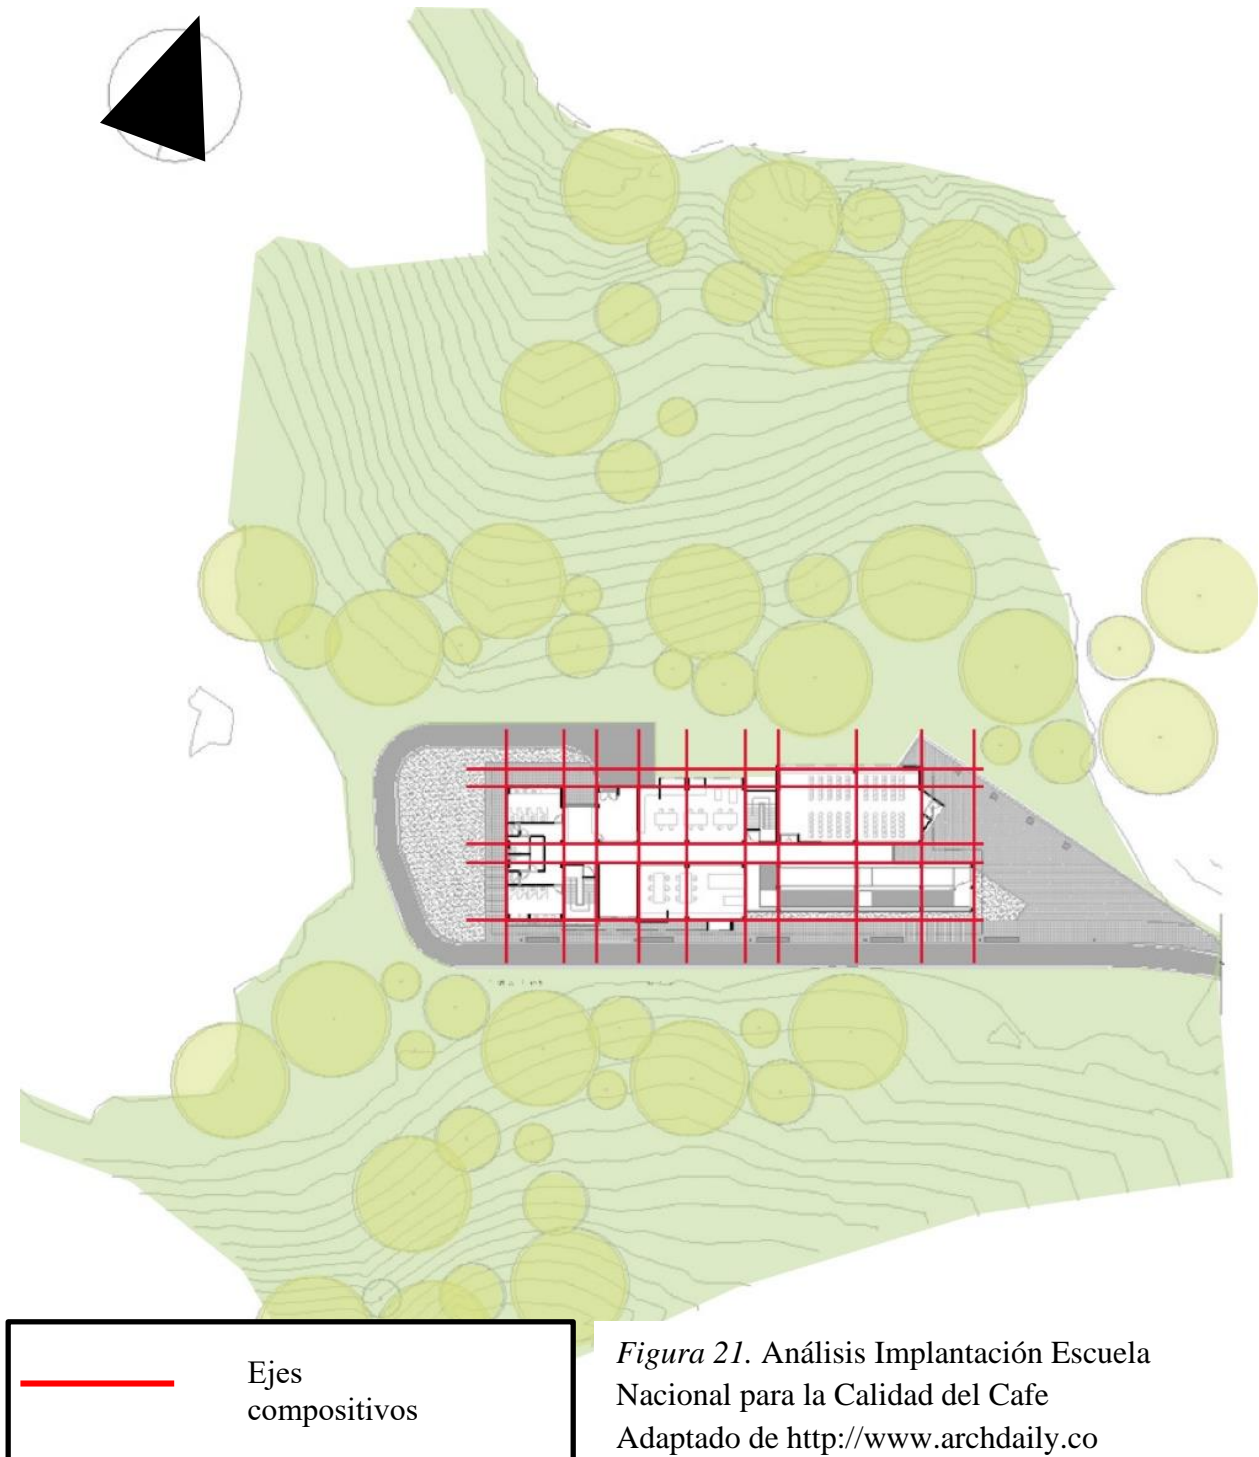 Ejes
compositivos
Figura 21. Análisis Implantación Escuela
Nacional para la Calidad del Cafe
Adaptado de http://www.archdaily.co